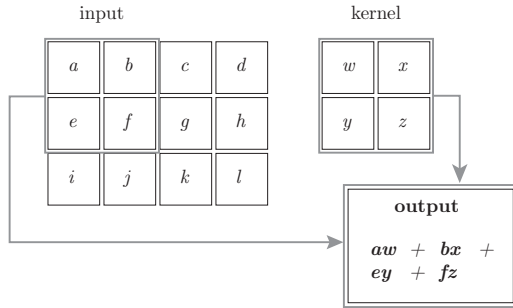 input kernel
a b c d w x
e f g h y z
i j k l
output
aw + bx +
ey + fz